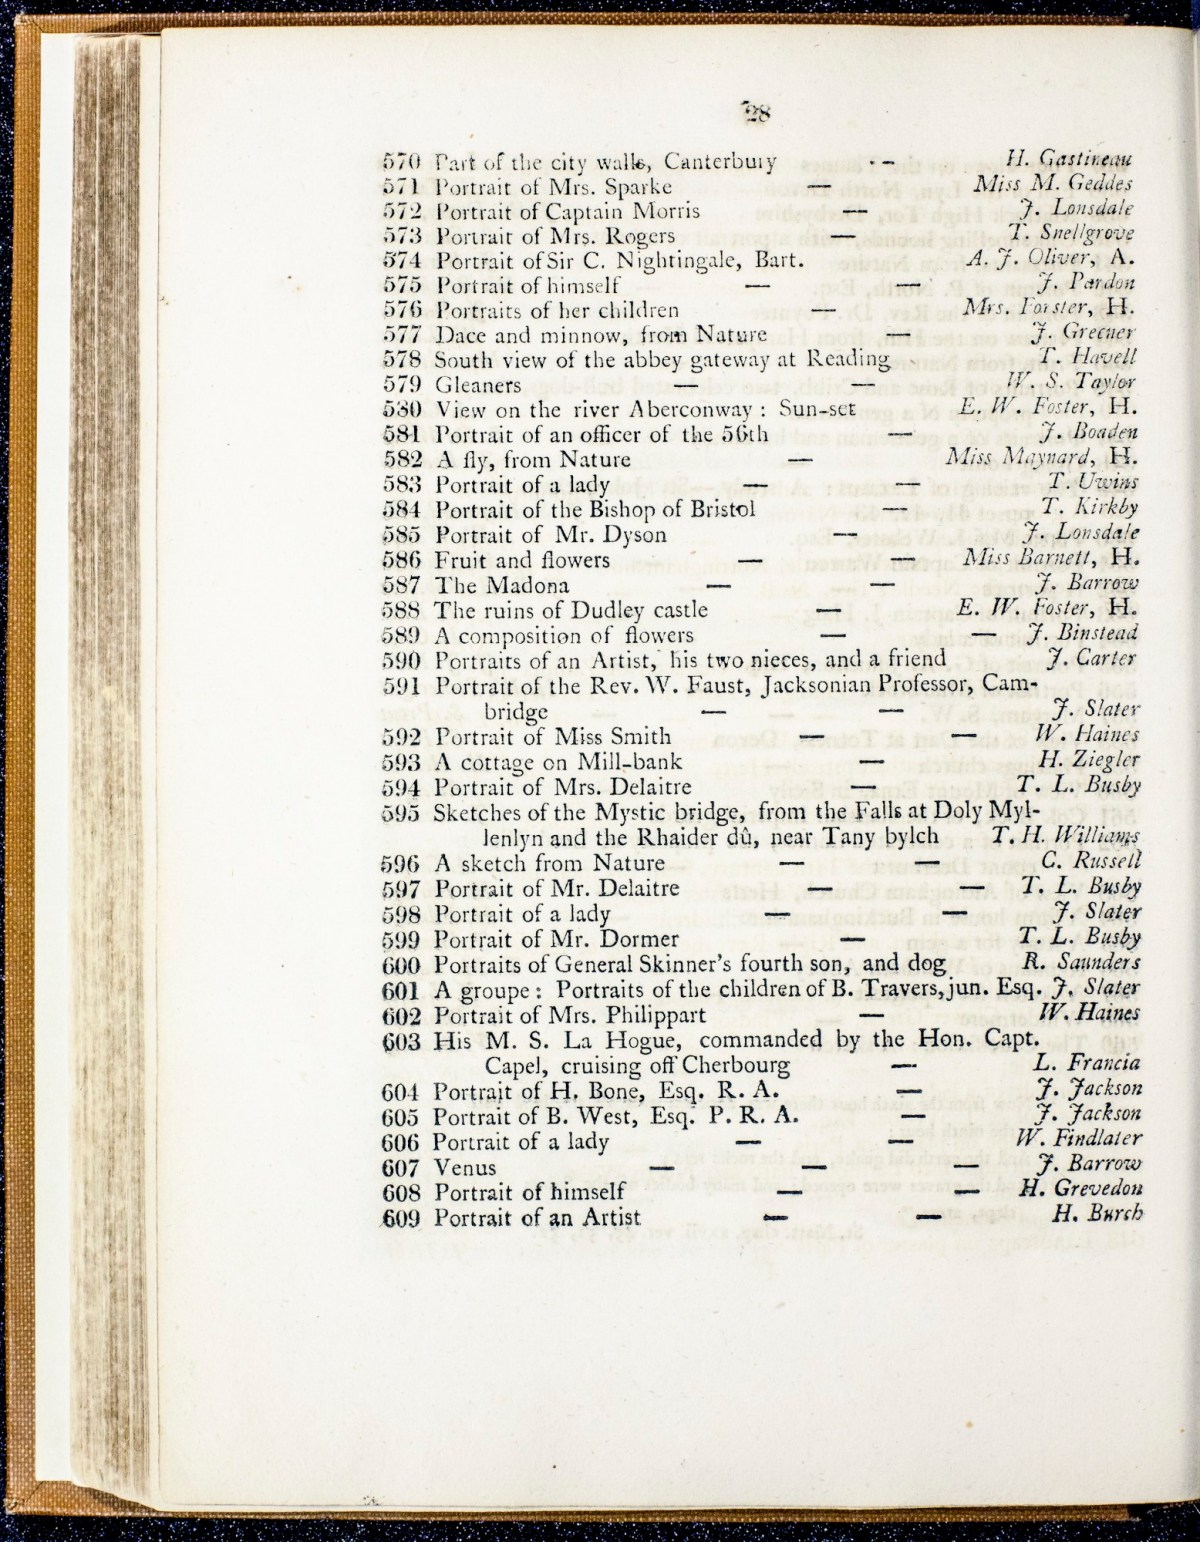 28
570 Part of the city walls, Canterbury - - H. Gastineau
571 Portrait of Mrs. Sparke — Miss M. Geddes
572 Portrait of Captain Morris — J. Lonsdale
573 Portrait of Mrs. Rogers — T. Snellgrove
574 Portrait of Sir C. Nightingale, Bart. A. J. Oliver, A.
575 Portrait of himself — — J. Pardon
576 Portraits of her children — Mrs. Forster, H.
577 Dace and minnow, from Nature — J. Greener
578 South view of the abbey gateway at Reading T. Havell
579 Gleaners — — W. S. Taylor
580 View on the river Aberconway : Sun-set E. W. Foster, H.
581 Portrait of an officer of the 56th — J. Boaden
582 A fly, from Nature — Miss Maynard, H.
583 Portrait of a lady — — T. Uwins
584 Portrait of the Bishop of Bristol — T. Kirkby
585 Portrait of Mr. Dyson — J. Lonsdale
586 Fruit and flowers — — Miss Barnett, H.
587 The Madona — — J. Barrow
588 The ruins of Dudley castle — E. W. Foster, H.
589 A composition of flowers — — J. Binstead
590 Portraits of an Artist, his two nieces, and a friend J. Carter
591 Portrait of the Rev. W. Faust, Jacksonian Professor, Cam-
bridge — — J. Slater
592 Portrait of Miss Smith — — W. Haines
593 A cottage on Mill-bank — H. Ziegler
594 Portrait of Mrs. Delaitre — T. L. Busby
595 Sketches of the Mystic bridge, from the Falls at Doly Myl-
lenlyn and the Rhaider dû, near Tany bylch T. H. Williams
596 A sketch from Nature — — C. Russell
597 Portrait of Mr. Delaitre — — T. L. Busby
598 Portrait of a lady — — J. Slater
599 Portrait of Mr. Dormer — T. L. Busby
600 Portraits of General Skinner's fourth son, and dog R. Saunders
601 A groupe : Portraits of the children of B. Travers, jun. Esq. J. Slater
602 Portrait of Mrs. Philippart — W. Haines
603 His M. S. La Hogue, commanded by the Hon. Capt.
Capel, cruising off Cherbourg — L. Francia
604 Portrait of H. Bone, Esq. R. A. — J. Jackson
605 Portrait of B. West, Esq. P. R. A. — J. Jackson
606 Portrait of a lady — — W. Findlater
607 Venus — — — J. Barrow
608 Portrait of himself — — H. Grevedon
609 Portrait of an Artist — — H. Burch